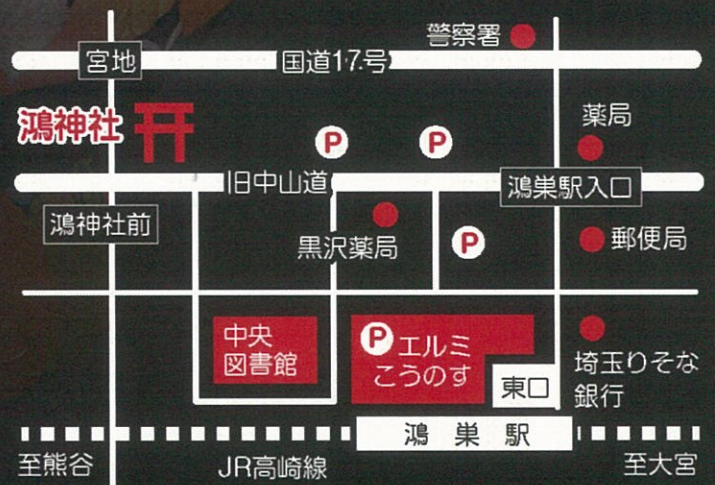 警察署
宮地
国道17号
鴻神社
P
P
薬局
旧中山道
鴻巣駅入口
鴻神社前
黒沢薬局
P
郵便局
中央
図書館
P エルミ
こうのす
東口
埼玉りそな
銀行
鴻巣駅
至熊谷
JR高崎線
至大宮